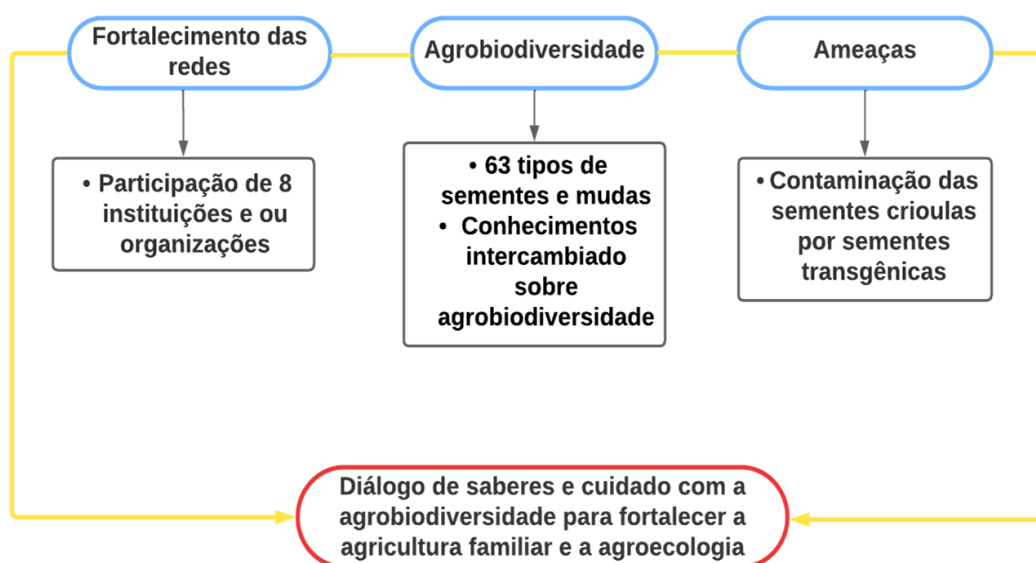 Fortalecimento das
redes
Agrobiodiversidade
Ameaças
• Participação de 8
instituições e ou
organizações
• 63 tipos de
sementes e mudas
• Conhecimentos
intercambiado
sobre
agrobiodiversidade
• Contaminação das
sementes crioulas
por sementes
transgênicas
Diálogo de saberes e cuidado com a
agrobiodiversidade para fortalecer a
agricultura familiar e a agroecologia